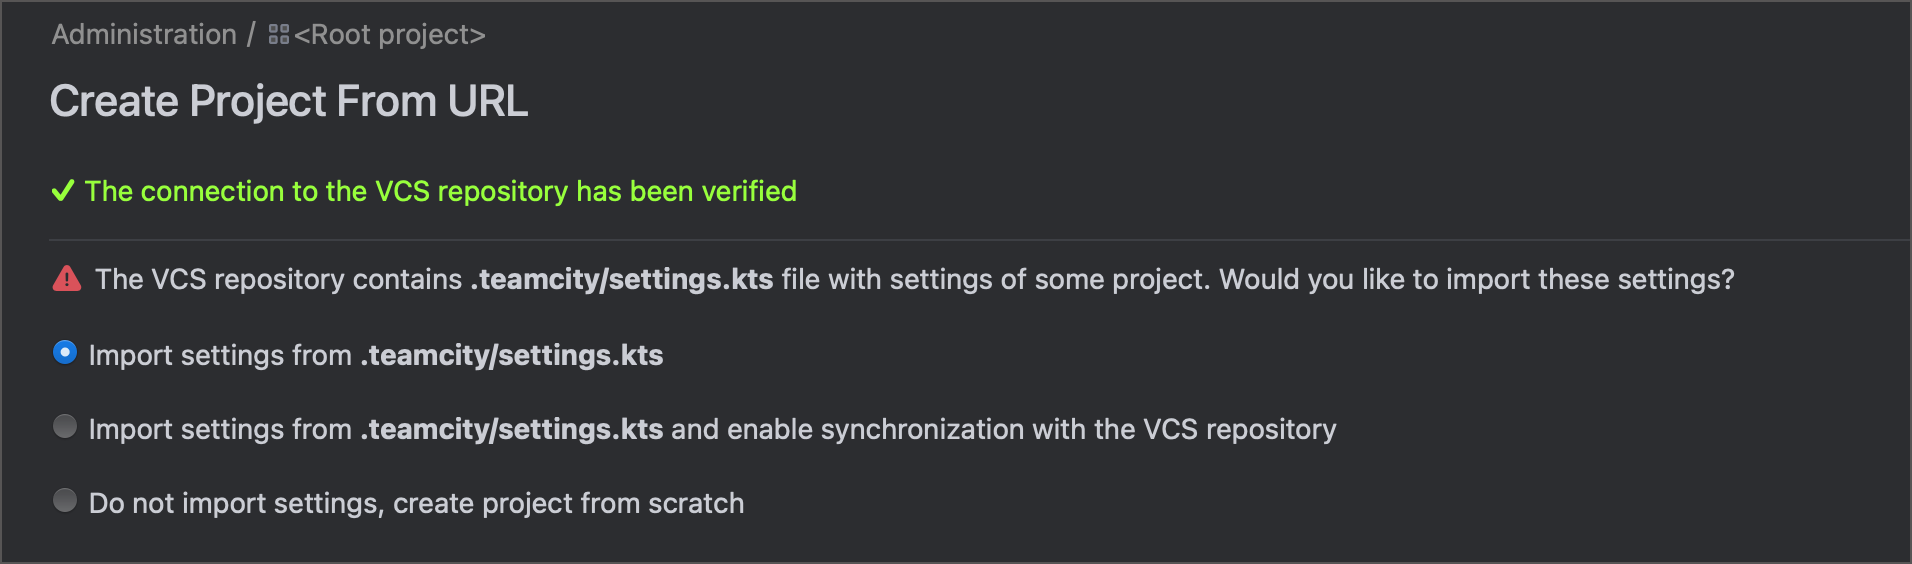 Administration / <Root project>
Create Project From URL
The connection to the VCS repository has been verified
The VCS repository contains .teamcity/settings.kts file with settings of some project. Would you like to import these settings?
Import settings from .teamcity/settings.kts
Import settings from .teamcity/settings.kts and enable synchronization with the VCS repository
Do not import settings, create project from scratch